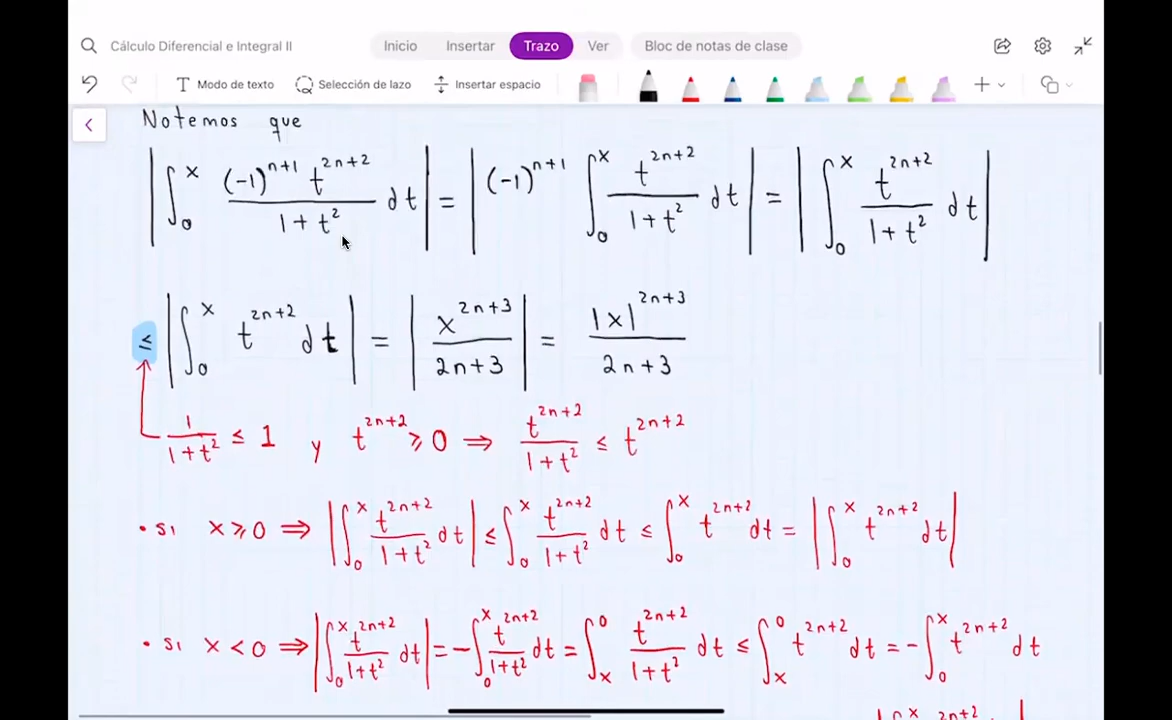 Cálculo Diferencial e Integral II
Inicio Insertar Trazo Ver Bloc de notas de clase
Modo de texto Selección de lazo Insertar espacio
Notemos que
|∫₀ˣ (-1)ⁿ⁺¹ t²ⁿ⁺² / (1+t²) dt| = |(-1)ⁿ⁺¹ ∫₀ˣ t²ⁿ⁺² / (1+t²) dt| = |∫₀ˣ t²ⁿ⁺² / (1+t²) dt|
≤ |∫₀ˣ t²ⁿ⁺² dt| = |x²ⁿ⁺³ / (2n+3)| = |x|²ⁿ⁺³ / (2n+3)
1 / (1+t²) ≤ 1 y t²ⁿ⁺² ≥ 0 ⇒ t²ⁿ⁺² / (1+t²) ≤ t²ⁿ⁺²
• si x ≥ 0 ⇒ |∫₀ˣ t²ⁿ⁺² / (1+t²) dt| ≤ ∫₀ˣ t²ⁿ⁺² / (1+t²) dt ≤ ∫₀ˣ t²ⁿ⁺² dt = |∫₀ˣ t²ⁿ⁺² dt|
• si x < 0 ⇒ |∫₀ˣ t²ⁿ⁺² / (1+t²) dt| = -∫₀ˣ t²ⁿ⁺² / (1+t²) dt = ∫ₓ⁰ t²ⁿ⁺² / (1+t²) dt ≤ ∫ₓ⁰ t²ⁿ⁺² dt = -∫₀ˣ t²ⁿ⁺² dt